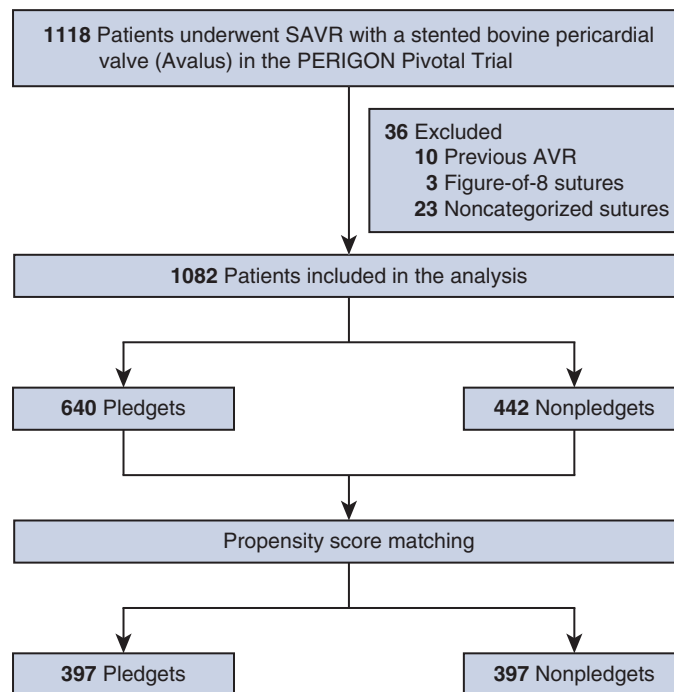 1118 Patients underwent SAVR with a stented bovine pericardial
valve (Avalus) in the PERIGON Pivotal Trial
36 Excluded
10 Previous AVR
3 Figure-of-8 sutures
23 Noncategorized sutures
1082 Patients included in the analysis
640 Pledgets
442 Nonpledgets
Propensity score matching
397 Pledgets
397 Nonpledgets